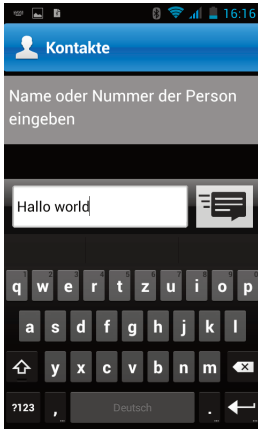 16:16
Kontakte
Name oder Nummer der Person
eingeben
Hallo world
q w e r t z u i o p
a s d f g h j k l
y x c v b n m
?123 , Deutsch .